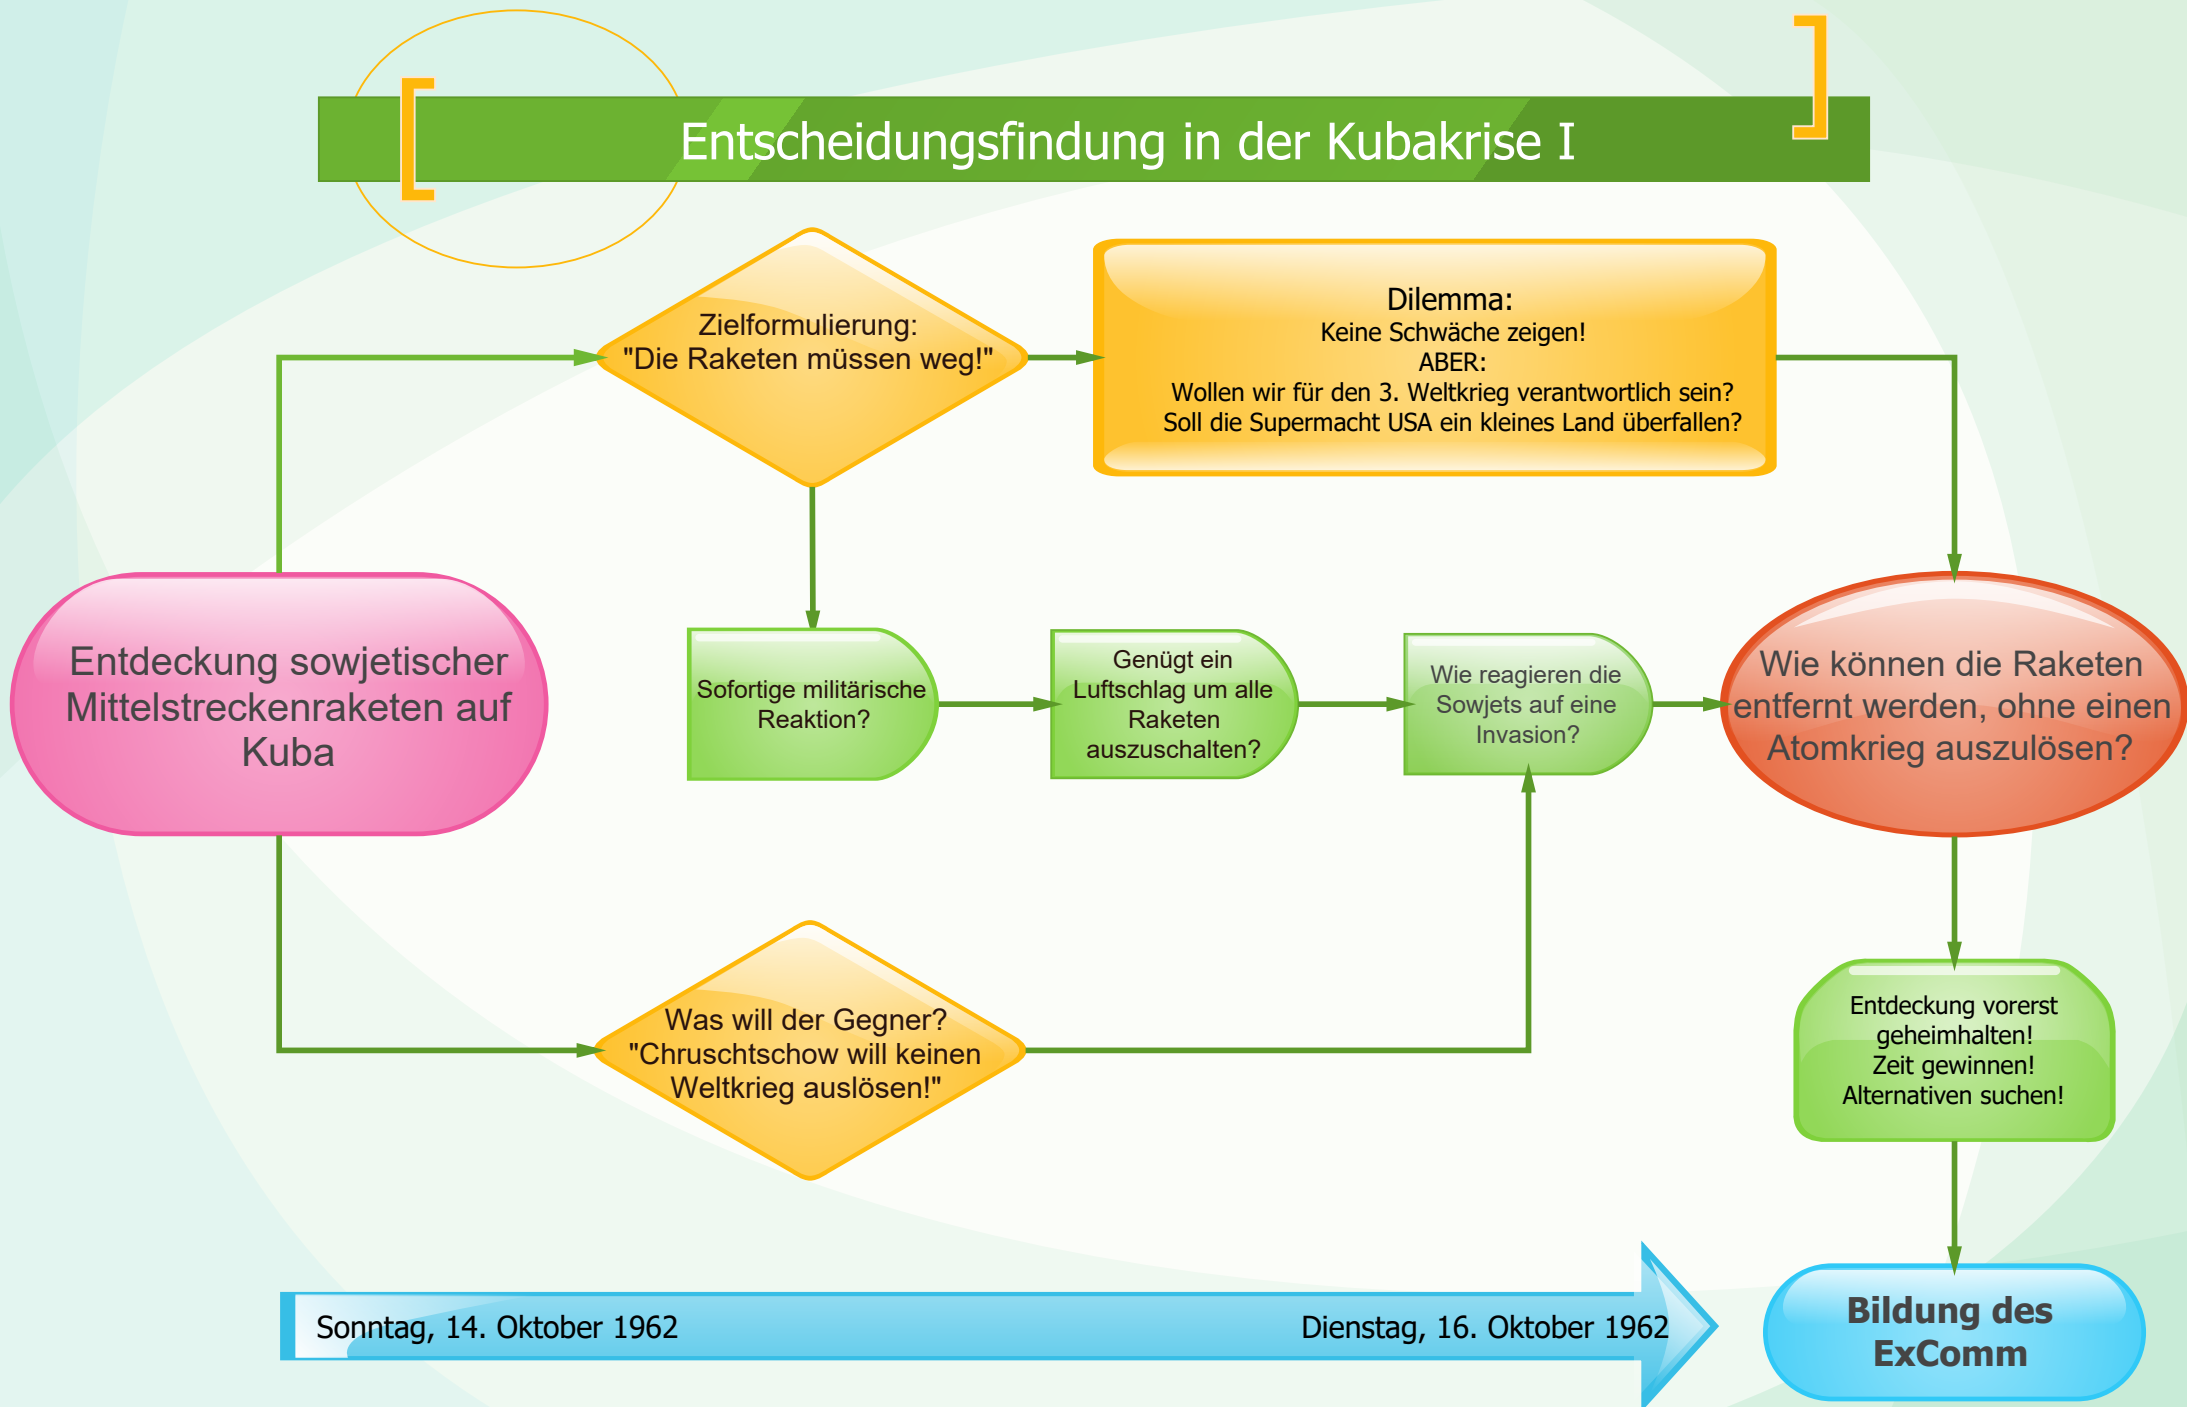 Entscheidungsfindung in der Kubakrise I
Zielformulierung:
"Die Raketen müssen weg!"
Dilemma:
Keine Schwäche zeigen!
ABER:
Wollen wir für den 3. Weltkrieg verantwortlich sein?
Soll die Supermacht USA ein kleines Land überfallen?
Entdeckung sowjetischer
Mittelstreckenraketen auf
Kuba
Sofortige militärische
Reaktion?
Genügt ein
Luftschlag um alle
Raketen
auszuschalten?
Wie reagieren die
Sowjets auf eine
Invasion?
Wie können die Raketen
entfernt werden, ohne einen
Atomkrieg auszulösen?
Was will der Gegner?
"Chruschtschow will keinen
Weltkrieg auslösen!"
Entdeckung vorerst
geheimhalten!
Zeit gewinnen!
Alternativen suchen!
Sonntag, 14. Oktober 1962
Dienstag, 16. Oktober 1962
Bildung des
ExComm